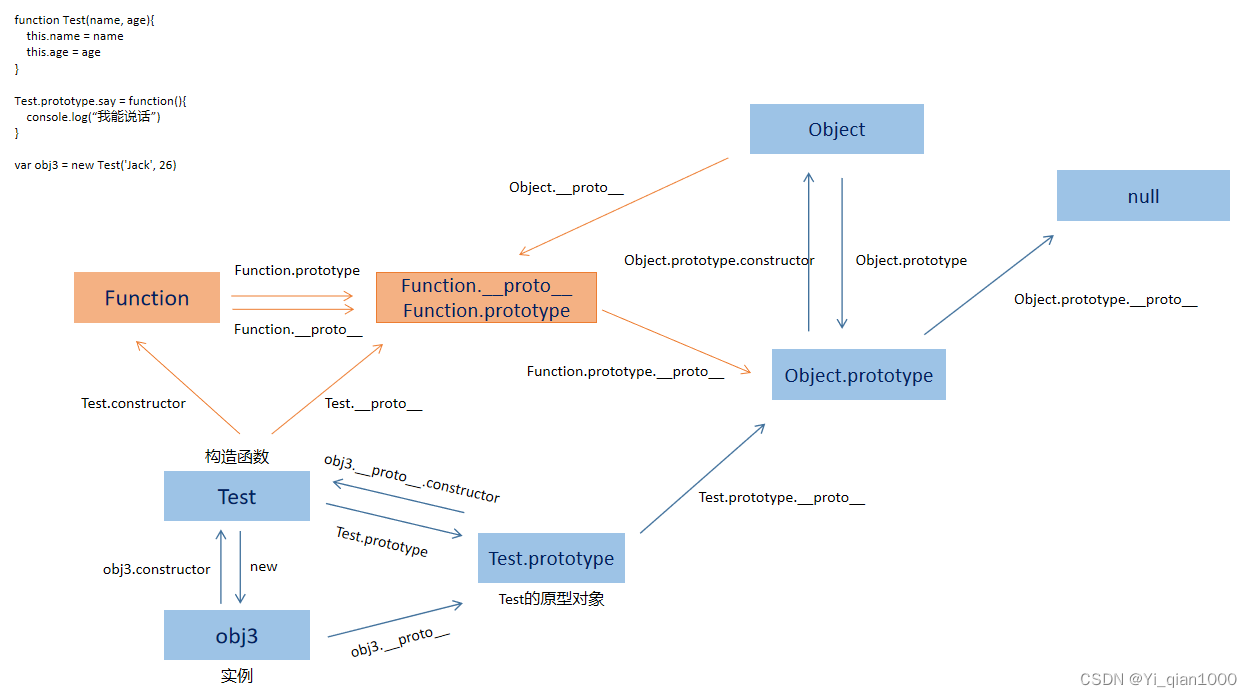 function Test(name, age){
this.name = name
this.age = age
}
Test.prototype.say = function(){
console.log(“我能说话”)
}
var obj3 = new Test('Jack', 26)
Object
null
Object.__proto__
Object.prototype.constructor
Object.prototype
Object.prototype.__proto__
Function
Function.prototype
Function.__proto__
Function.__proto__
Function.prototype
Function.prototype.__proto__
Object.prototype
Test.constructor
Test.__proto__
构造函数
Test
obj3.__proto__.constructor
Test.prototype
Test.prototype.__proto__
Test.prototype
Test的原型对象
obj3.constructor
new
obj3
实例
obj3.__proto__
CSDN @Yi_qian1000